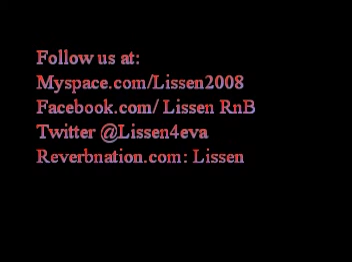 Follow us at:
Myspace.com/Lissen2008
Facebook.com/ Lissen RnB
Twitter @Lissen4eva
Reverbnation.com: Lissen